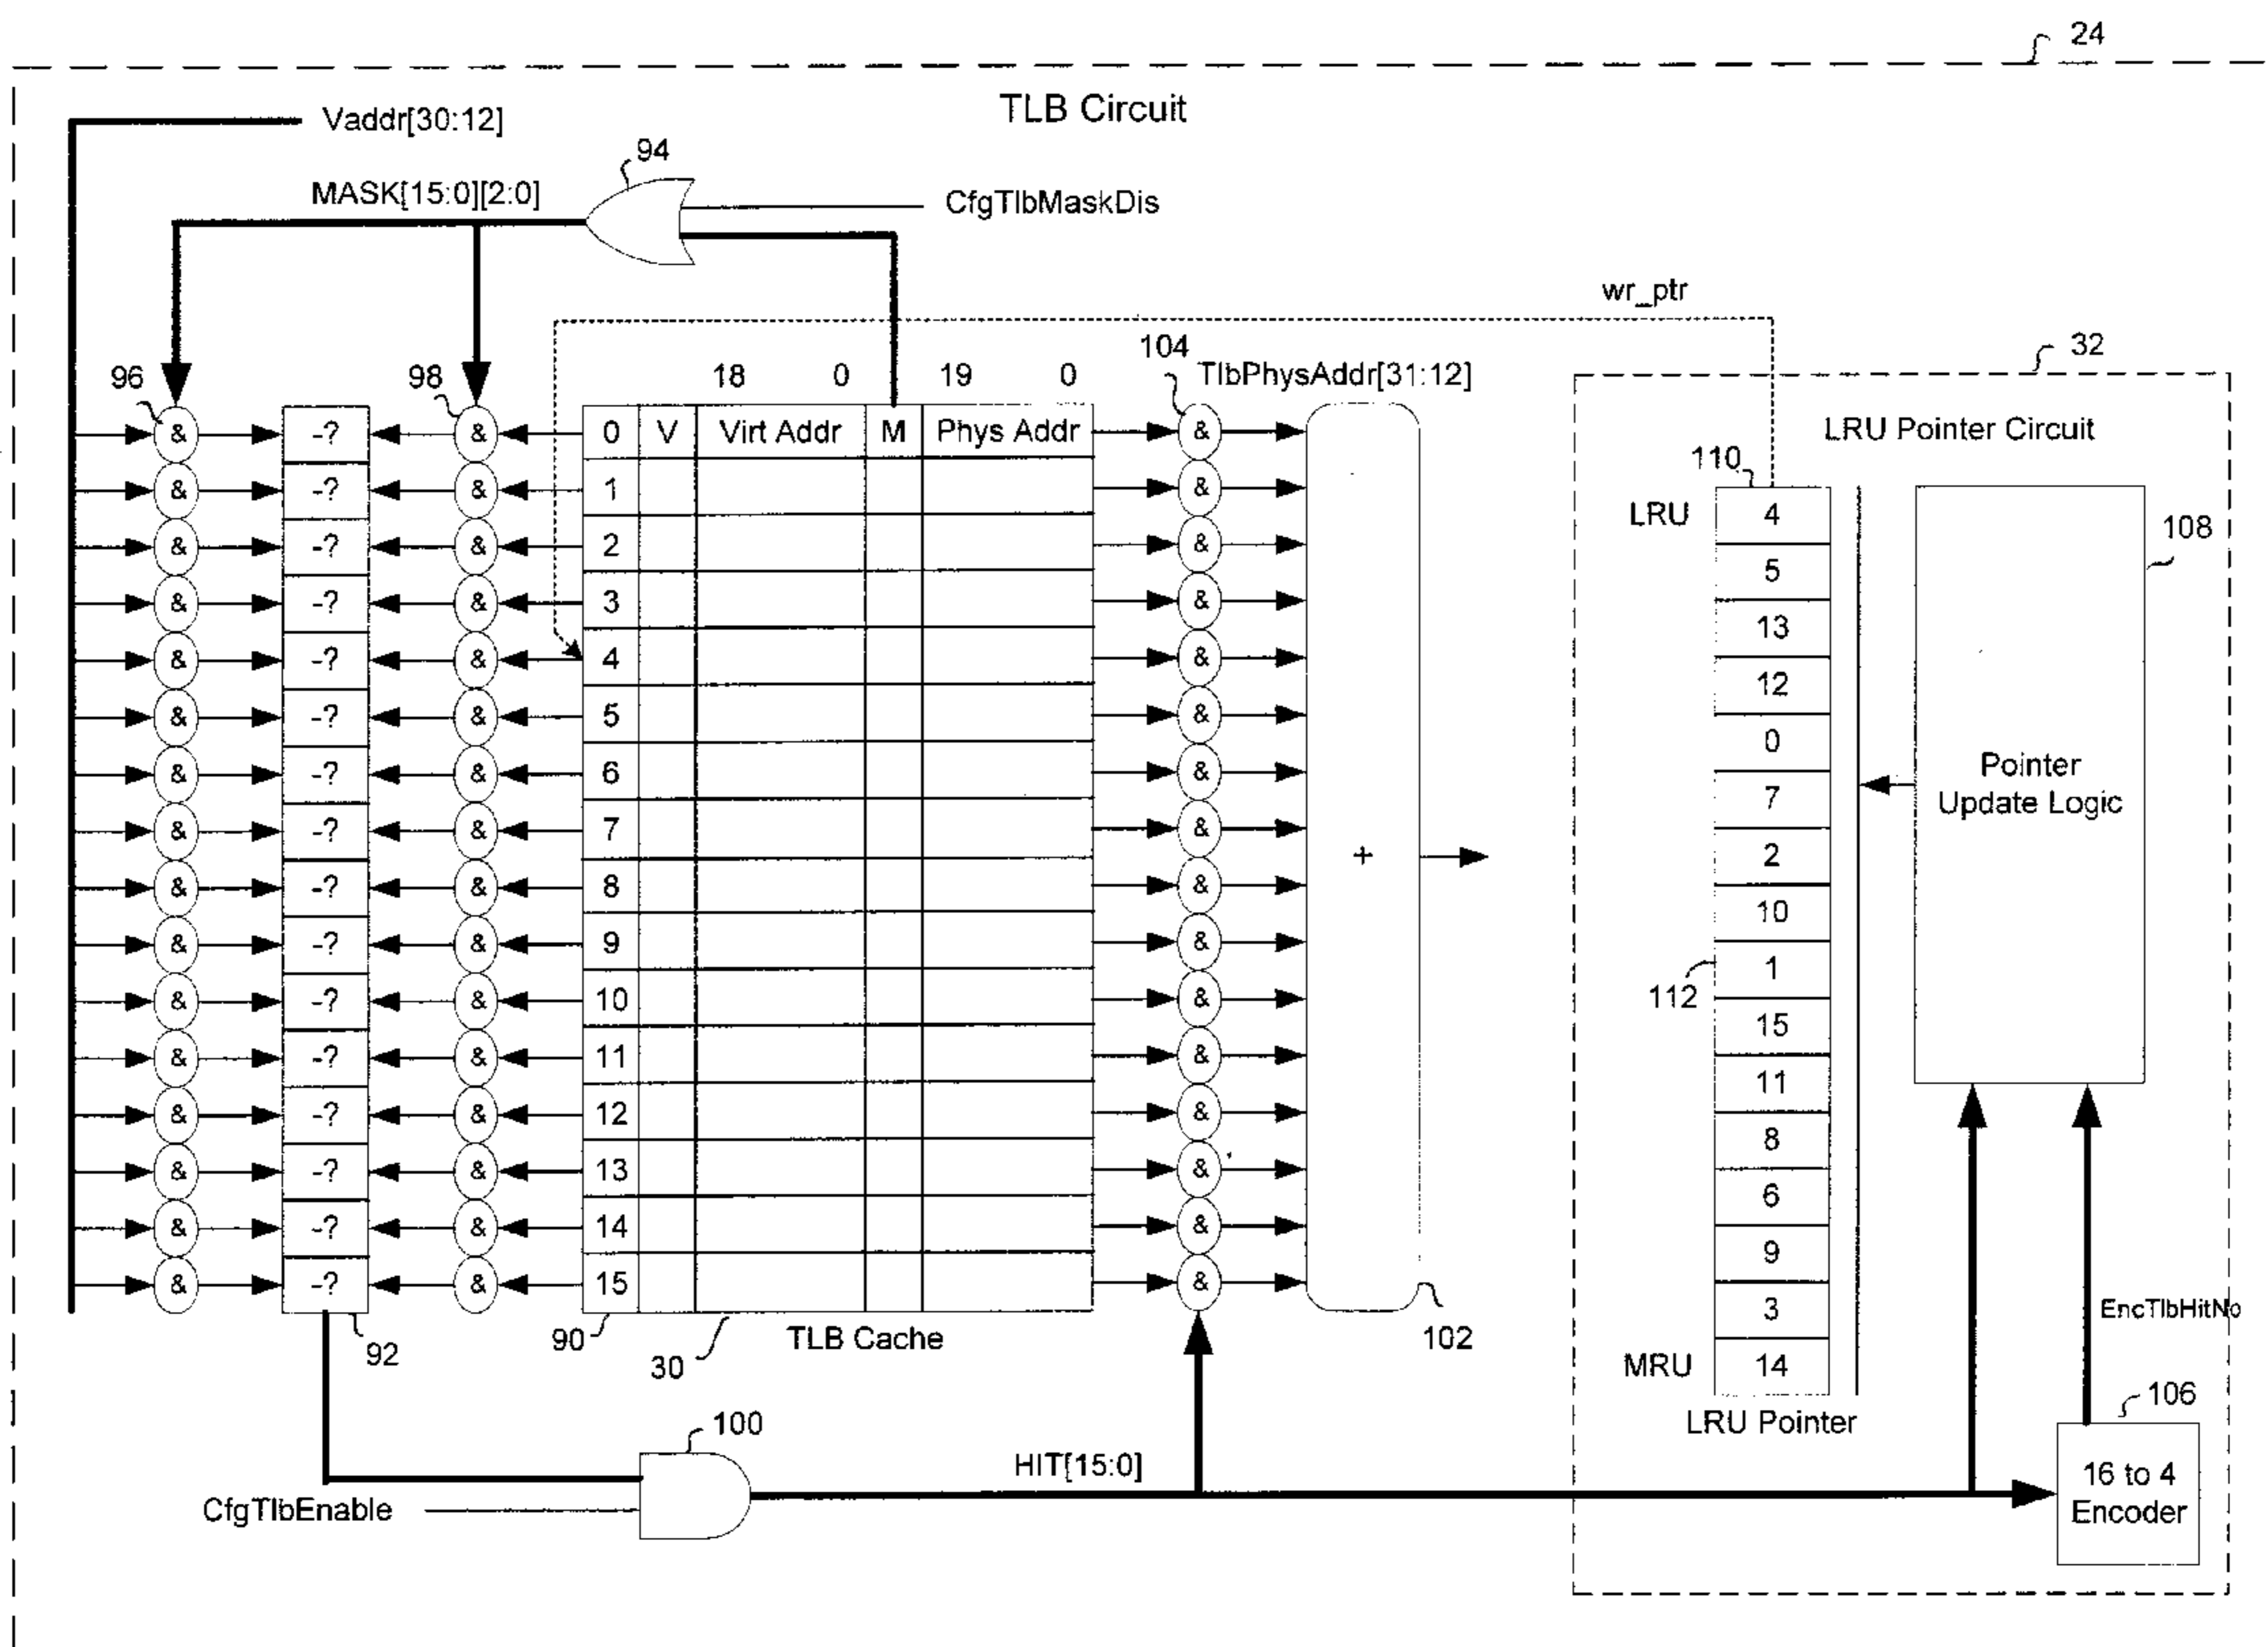 24
TLB Circuit
Vaddr[30:12]
94
MASK[15:0][2:0]
CfgTlbMaskDis
wr_ptr
32
96
98
18 0 19 0
104
TlbPhysAddr[31:12]
LRU Pointer Circuit
& -? & 0 V Virt Addr M Phys Addr &
& -? & 1 &
& -? & 2 &
& -? & 3 &
& -? & 4 &
& -? & 5 &
& -? & 6 &
& -? & 7 &
& -? & 8 &
& -? & 9 &
& -? & 10 &
& -? & 11 &
& -? & 12 &
& -? & 13 &
& -? & 14 &
& -? & 15 &
+
92
90
30
TLB Cache
102
110
LRU 4
5
13
12
0
7
2
10
1
112
15
11
8
6
9
3
MRU 14
LRU Pointer
108
Pointer
Update Logic
EncTlbHitNo
106
16 to 4
Encoder
100
HIT[15:0]
CfgTlbEnable